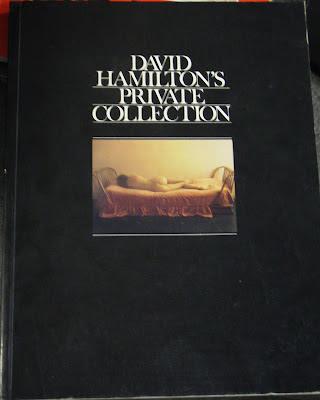 DAVID
HAMILTON'S
PRIVATE
COLLECTION